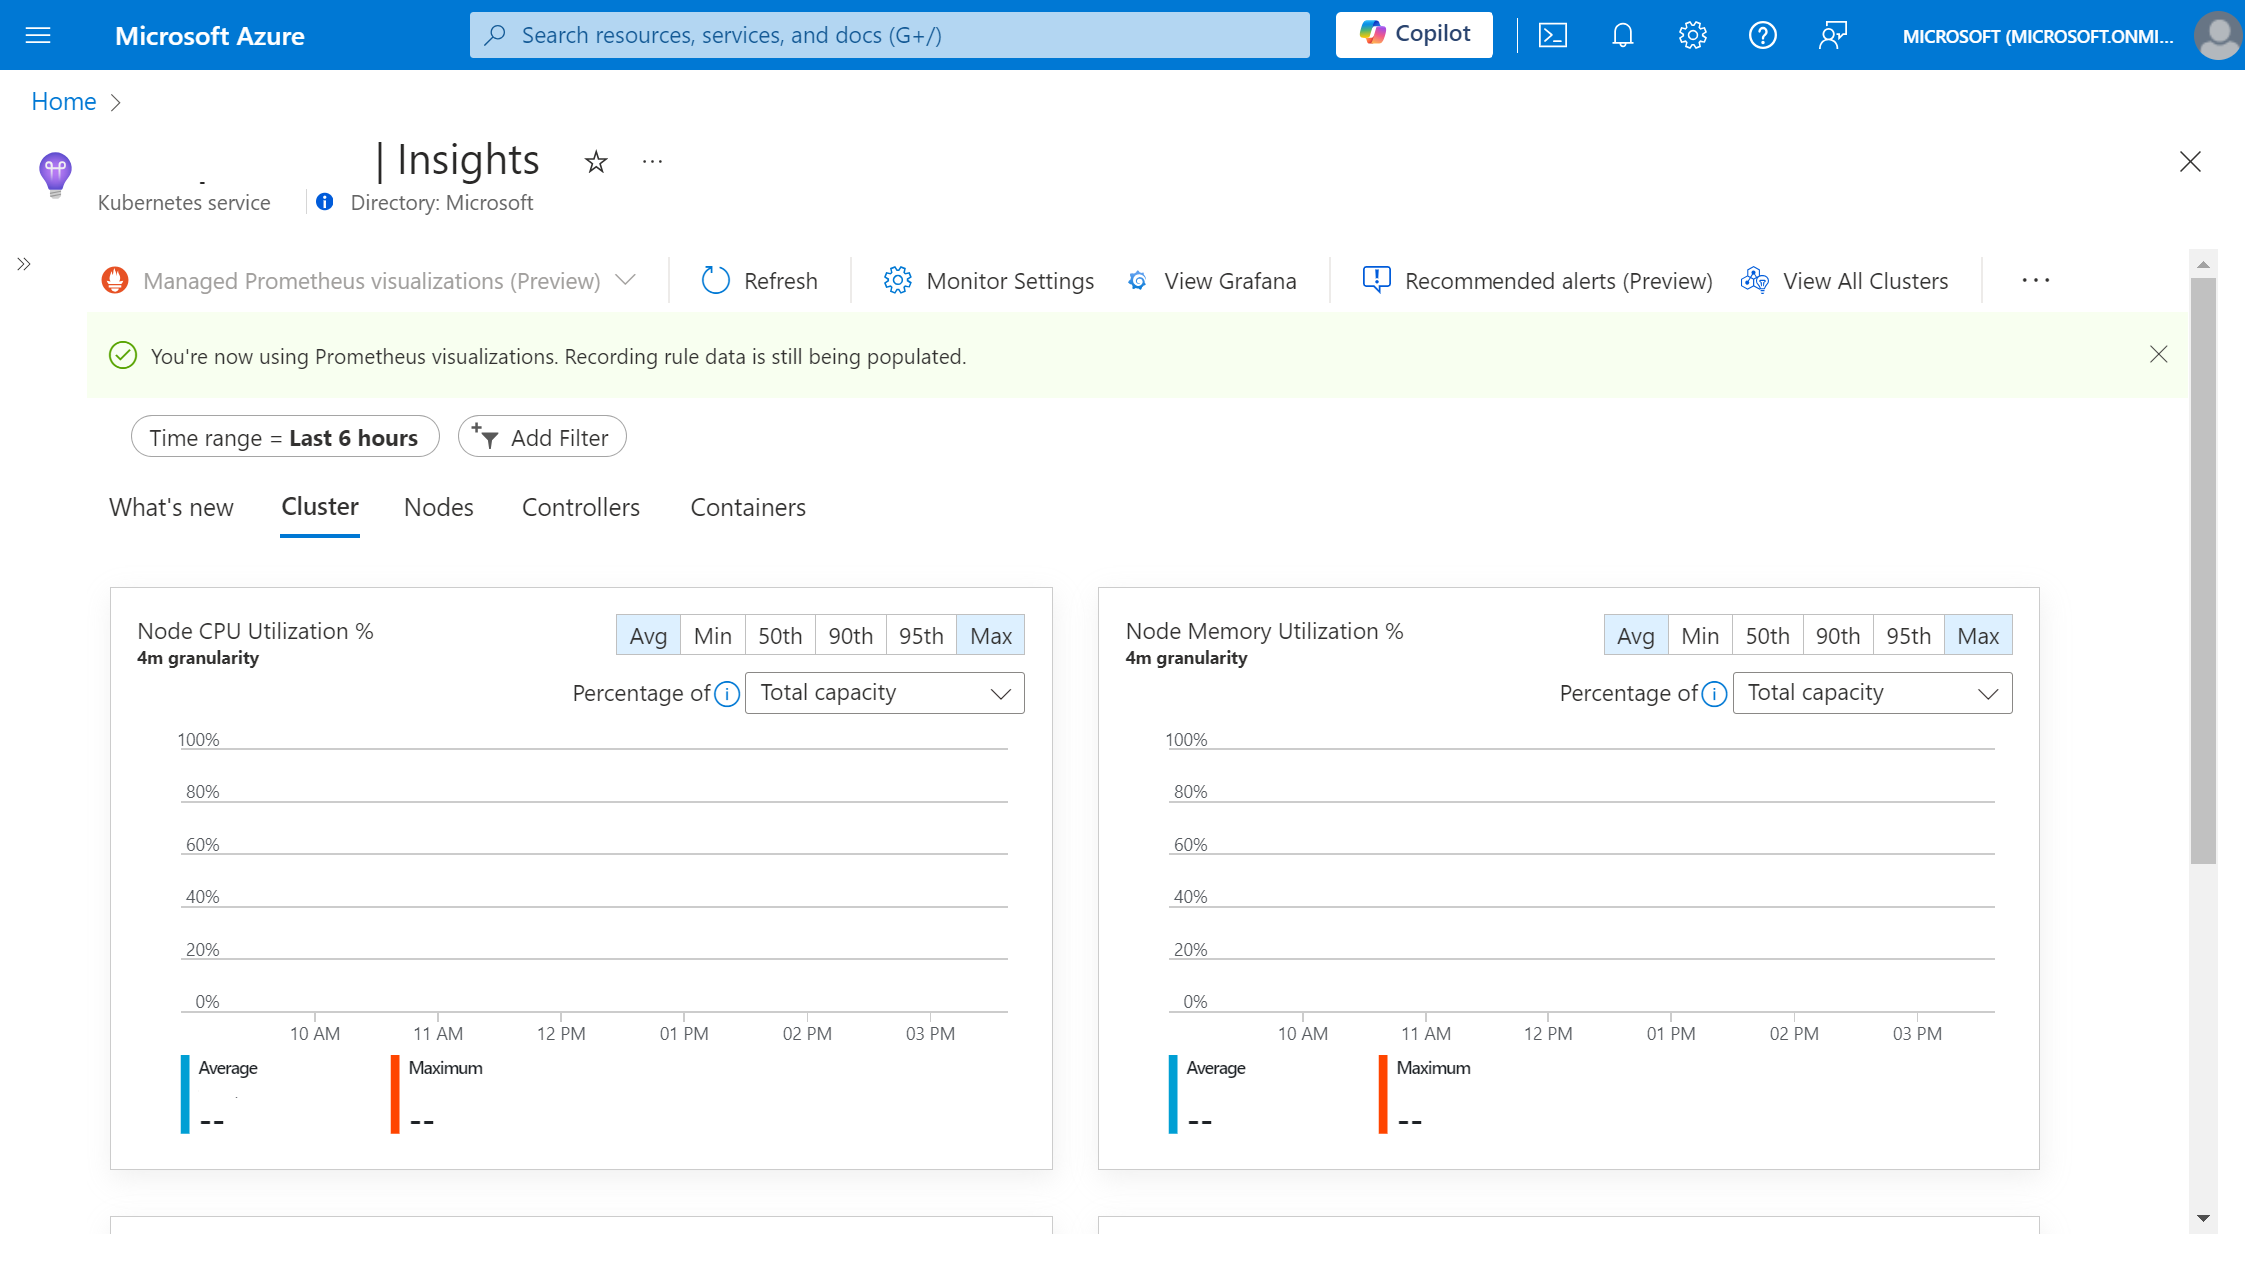 Microsoft Azure
Search resources, services, and docs (G+/)
Copilot
MICROSOFT (MICROSOFT.ONMI...
Home
| Insights
Kubernetes service
Directory: Microsoft
Managed Prometheus visualizations (Preview)
Refresh
Monitor Settings
View Grafana
Recommended alerts (Preview)
View All Clusters
You're now using Prometheus visualizations. Recording rule data is still being populated.
Time range = Last 6 hours
Add Filter
What's new
Cluster
Nodes
Controllers
Containers
Node CPU Utilization %
4m granularity
Avg
Min
50th
90th
95th
Max
Percentage of
Total capacity
100%
80%
60%
40%
20%
0%
10 AM
11 AM
12 PM
01 PM
02 PM
03 PM
Average
--
Maximum
--
Node Memory Utilization %
4m granularity
Avg
Min
50th
90th
95th
Max
Percentage of
Total capacity
100%
80%
60%
40%
20%
0%
10 AM
11 AM
12 PM
01 PM
02 PM
03 PM
Average
--
Maximum
--